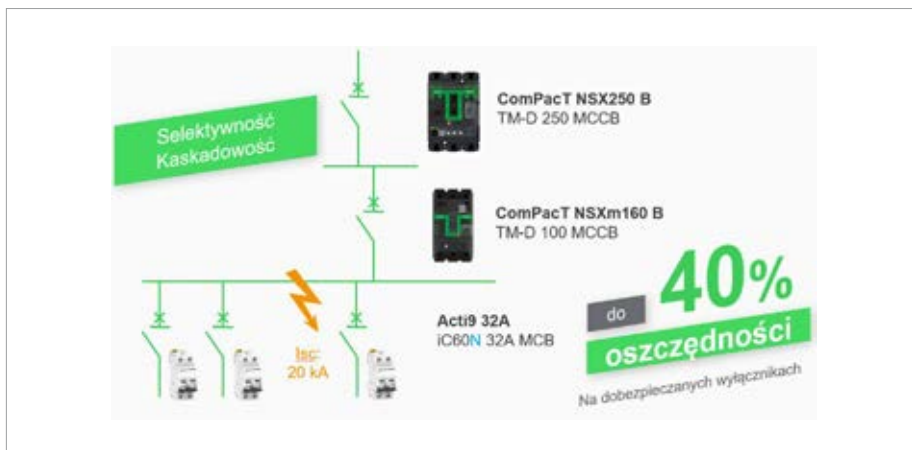 Selektywność
Kaskadowość
ComPacT NSX250 B
TM-D 250 MCCB
ComPacT NSXm160 B
TM-D 100 MCCB
Acti9 32A
iC60N 32A MCB
Isc:
20 kA
do
40%
oszczędności
Na dobezpieczanych wyłącznikach